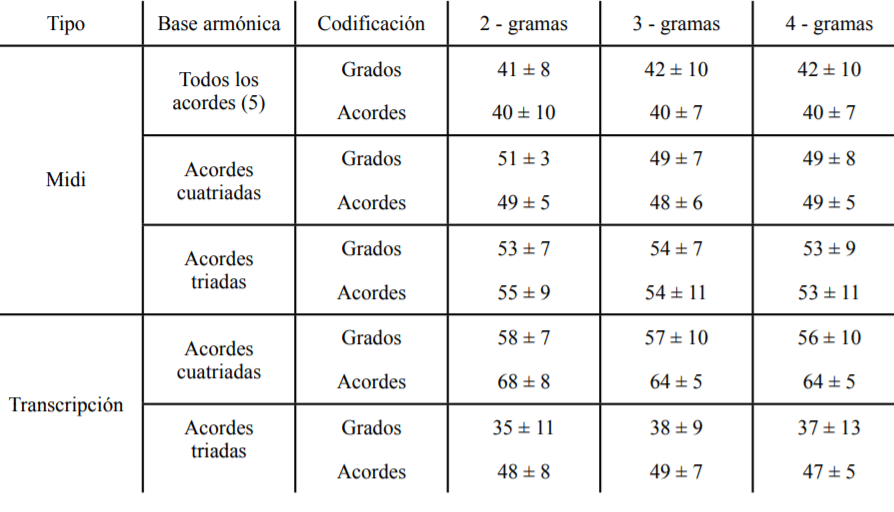 Tipo Base armónica Codificación 2 - gramas 3 - gramas 4 - gramas
Midi
Todos los
acordes (5)
Grados 41 ± 8 42 ± 10 42 ± 10
Acordes 40 ± 10 40 ± 7 40 ± 7
Acordes
cuatriadas
Grados 51 ± 3 49 ± 7 49 ± 8
Acordes 49 ± 5 48 ± 6 49 ± 5
Acordes
triadas
Grados 53 ± 7 54 ± 7 53 ± 9
Acordes 55 ± 9 54 ± 11 53 ± 11
Transcripción
Acordes
cuatriadas
Grados 58 ± 7 57 ± 10 56 ± 10
Acordes 68 ± 8 64 ± 5 64 ± 5
Acordes
triadas
Grados 35 ± 11 38 ± 9 37 ± 13
Acordes 48 ± 8 49 ± 7 47 ± 5